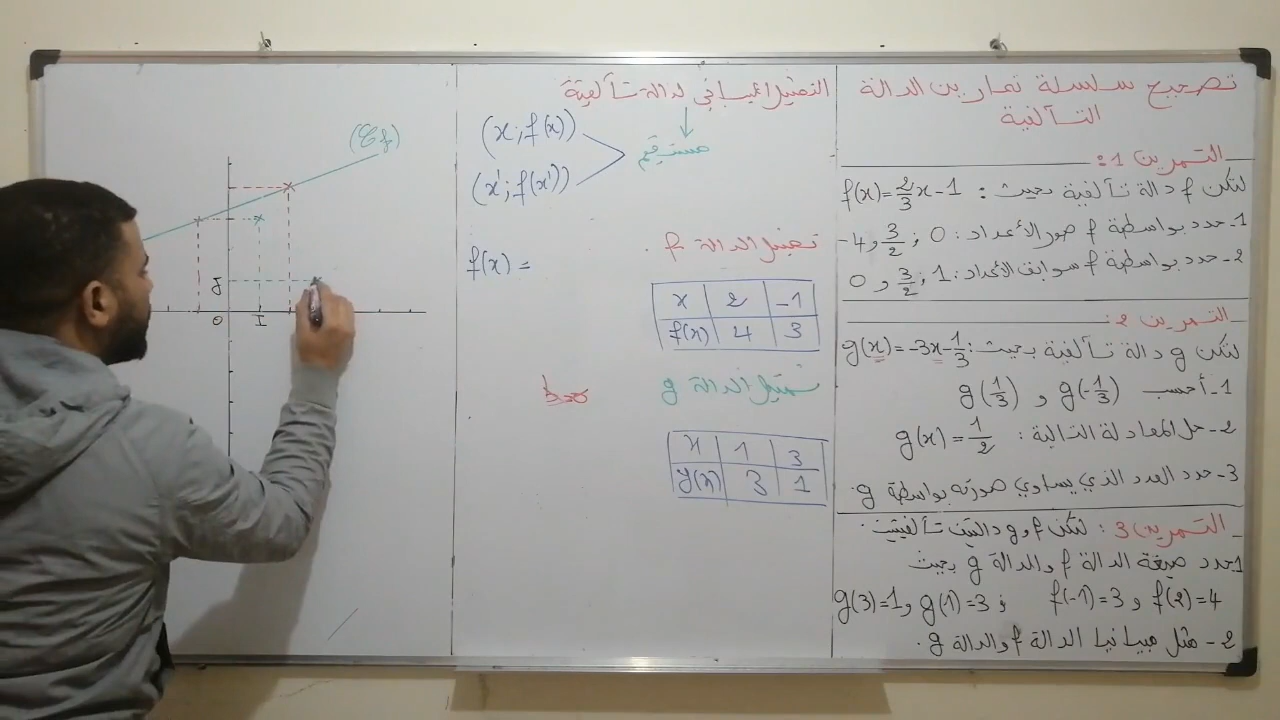 تصحيح سلسلة تمارين الدالة
التآلفية
التمرين 1:
لتكن f دالة تآلفية بحيث: f(x)=2/3x-1
1- حدد بواسطة f صور الأعداد: 0 ; 3/2 و -4
2- حدد بواسطة f سوابق الأعداد: 1 ; 3/2 و 0
التمرين 2:
لتكن g دالة تآلفية بحيث: g(x)=-3x-1/3
1- أحسب g(-1/3) و g(1/3)
2- حل المعادلة التالية: g(x)=1/2
3- حدد العدد الذي يساوي صورته بواسطة g.
التمرين 3: لتكن f و g دالتين تآلفيتين.
1 حدد صيغة الدالة f والدالة g بحيث
f(2)=4 و f(-1)=3 ; g(1)=3 و g(3)=1
2- مثل مبيانيا الدالة f والدالة g.
التمثيل المبياني لدالة تآلفية
مستقيم
(x;f(x))
(x';f(x'))
تمثيل الدالة f.
f(x) =
x 2 -1
f(x) 4 3
تمثيل الدالة g
x 1 3
g(x) 3 1
(Cf)
J
O I